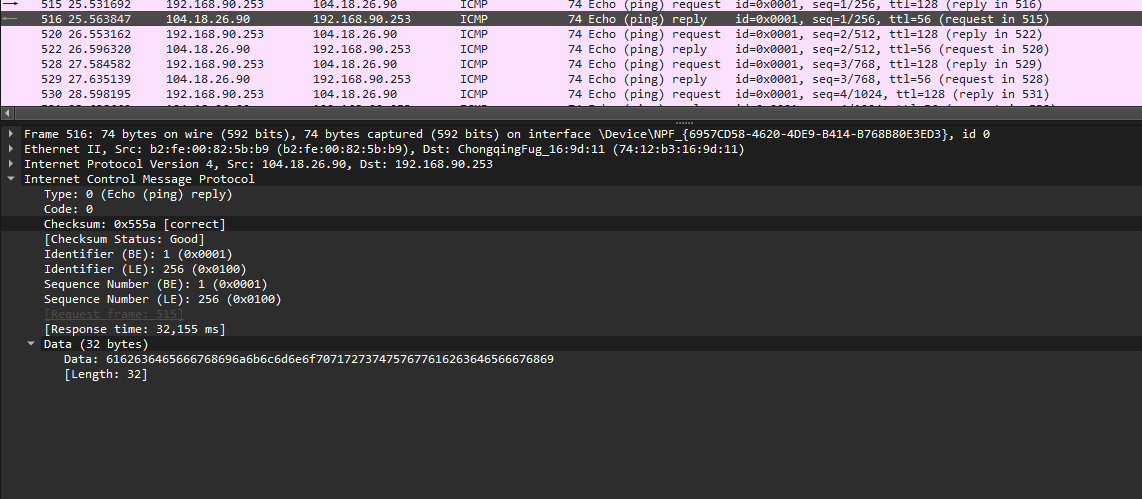 515 25.531692 192.168.90.253 104.18.26.90 ICMP 74 Echo (ping) request id=0x0001, seq=1/256, ttl=128 (reply in 516)
516 25.563847 104.18.26.90 192.168.90.253 ICMP 74 Echo (ping) reply id=0x0001, seq=1/256, ttl=56 (request in 515)
520 26.553162 192.168.90.253 104.18.26.90 ICMP 74 Echo (ping) request id=0x0001, seq=2/512, ttl=128 (reply in 522)
522 26.596320 104.18.26.90 192.168.90.253 ICMP 74 Echo (ping) reply id=0x0001, seq=2/512, ttl=56 (request in 520)
528 27.584582 192.168.90.253 104.18.26.90 ICMP 74 Echo (ping) request id=0x0001, seq=3/768, ttl=128 (reply in 529)
529 27.635139 104.18.26.90 192.168.90.253 ICMP 74 Echo (ping) reply id=0x0001, seq=3/768, ttl=56 (request in 528)
530 28.598195 192.168.90.253 104.18.26.90 ICMP 74 Echo (ping) request id=0x0001, seq=4/1024, ttl=128 (reply in 531)
Frame 516: 74 bytes on wire (592 bits), 74 bytes captured (592 bits) on interface \Device\NPF_{6957CD58-4620-4DE9-B414-B768B80E3ED3}, id 0
Ethernet II, Src: b2:fe:00:82:5b:b9 (b2:fe:00:82:5b:b9), Dst: ChongqingFug_16:9d:11 (74:12:b3:16:9d:11)
Internet Protocol Version 4, Src: 104.18.26.90, Dst: 192.168.90.253
Internet Control Message Protocol
Type: 0 (Echo (ping) reply)
Code: 0
Checksum: 0x555a [correct]
[Checksum Status: Good]
Identifier (BE): 1 (0x0001)
Identifier (LE): 256 (0x0100)
Sequence Number (BE): 1 (0x0001)
Sequence Number (LE): 256 (0x0100)
[Request frame: 515]
[Response time: 32,155 ms]
Data (32 bytes)
Data: 6162636465666768696a6b6c6d6e6f7071727374757677616263646566676869
[Length: 32]